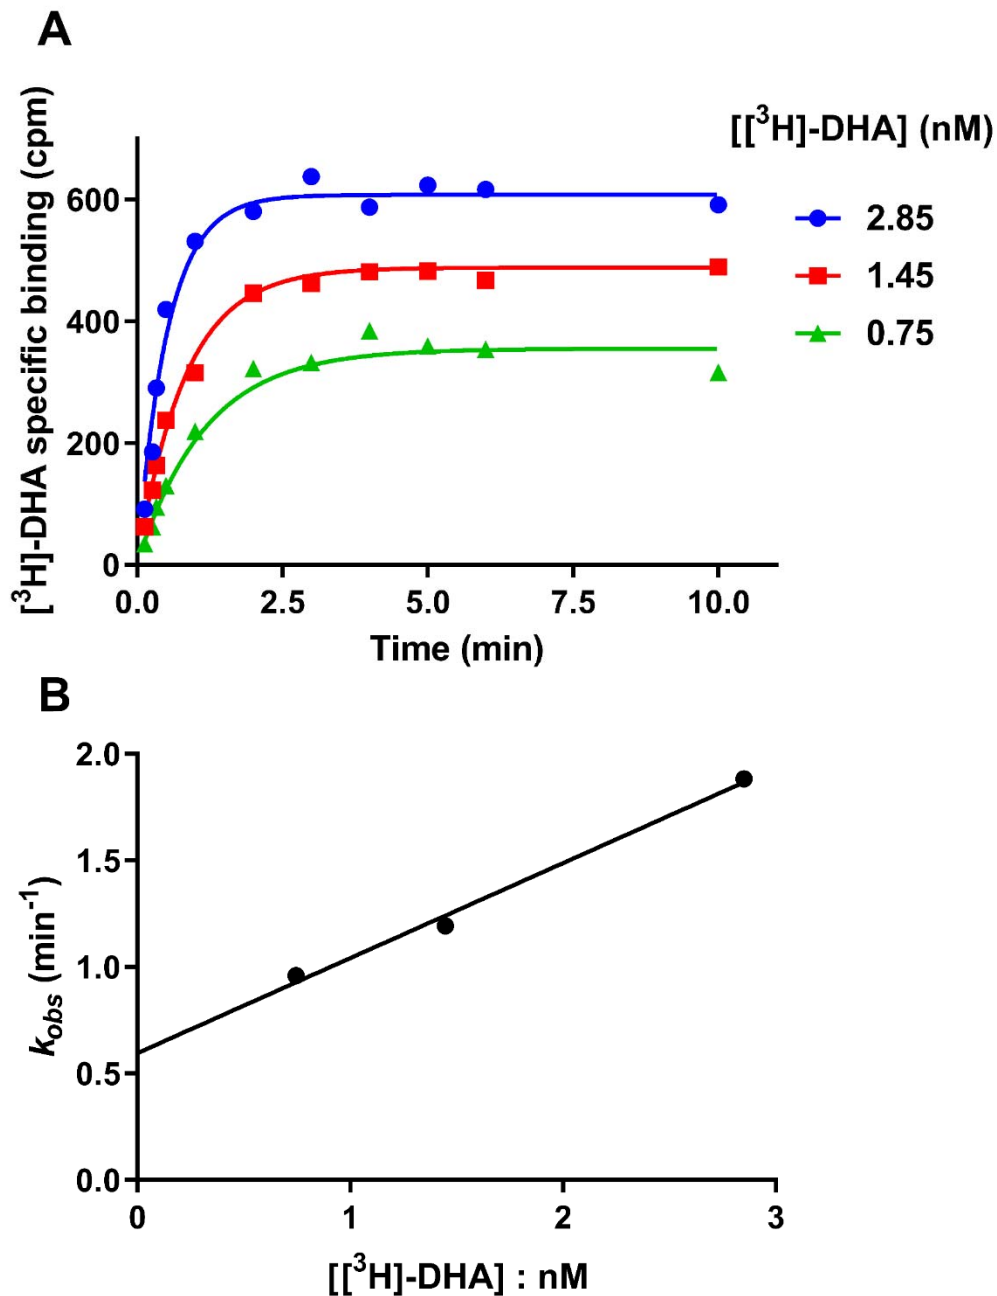 A
[³H]-DHA specific binding (cpm)
600
400
200
0
0.0 2.5 5.0 7.5 10.0
Time (min)
[[³H]-DHA] (nM)
2.85
1.45
0.75
B
k_obs (min⁻¹)
2.0
1.5
1.0
0.5
0.0
0 1 2 3
[[³H]-DHA] : nM